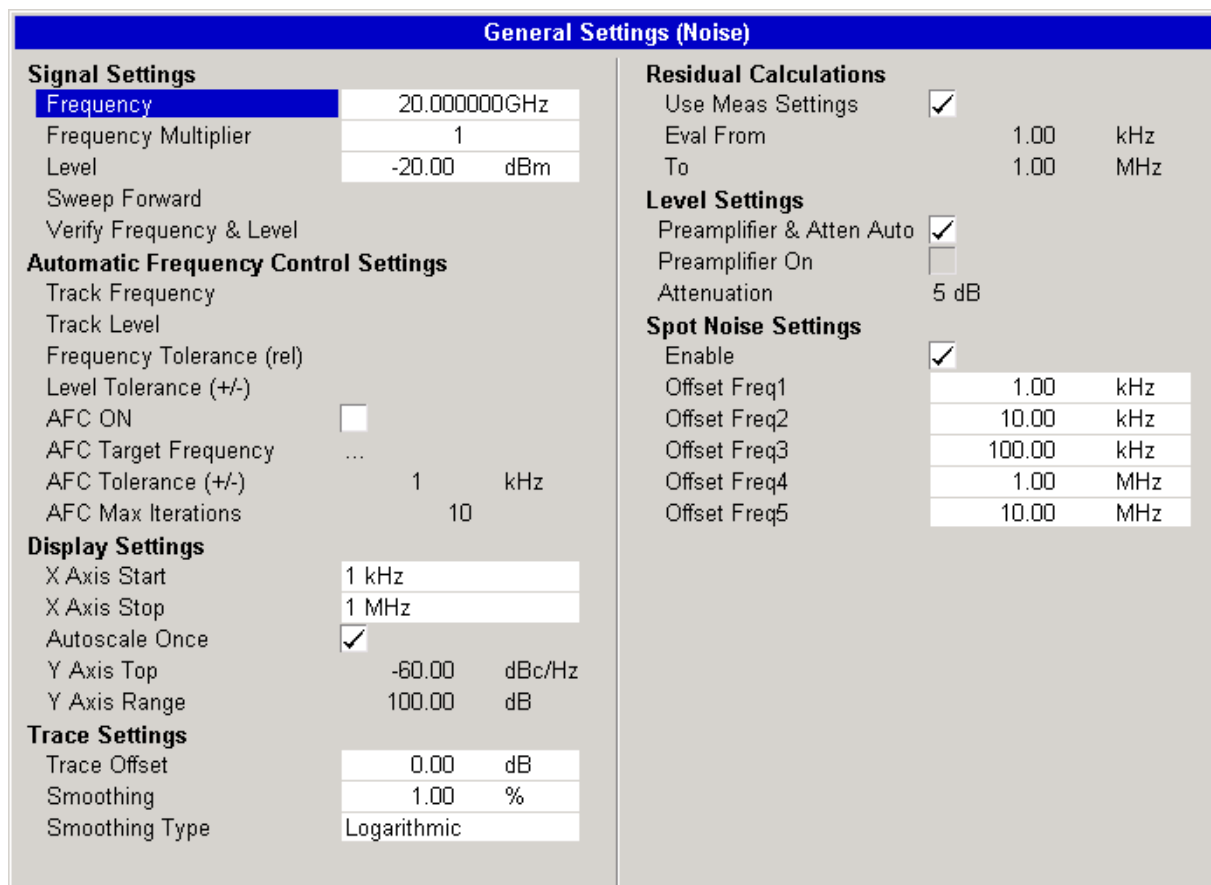 General Settings (Noise)
Signal Settings
Frequency 20.000000GHz
Frequency Multiplier 1
Level -20.00 dBm
Sweep Forward
Verify Frequency & Level
Automatic Frequency Control Settings
Track Frequency
Track Level
Frequency Tolerance (rel)
Level Tolerance (+/-)
AFC ON
AFC Target Frequency ...
AFC Tolerance (+/-) 1 kHz
AFC Max Iterations 10
Display Settings
X Axis Start 1 kHz
X Axis Stop 1 MHz
Autoscale Once
Y Axis Top -60.00 dBc/Hz
Y Axis Range 100.00 dB
Trace Settings
Trace Offset 0.00 dB
Smoothing 1.00 %
Smoothing Type Logarithmic
Residual Calculations
Use Meas Settings
Eval From 1.00 kHz
To 1.00 MHz
Level Settings
Preamplifier & Atten Auto
Preamplifier On
Attenuation 5 dB
Spot Noise Settings
Enable
Offset Freq1 1.00 kHz
Offset Freq2 10.00 kHz
Offset Freq3 100.00 kHz
Offset Freq4 1.00 MHz
Offset Freq5 10.00 MHz